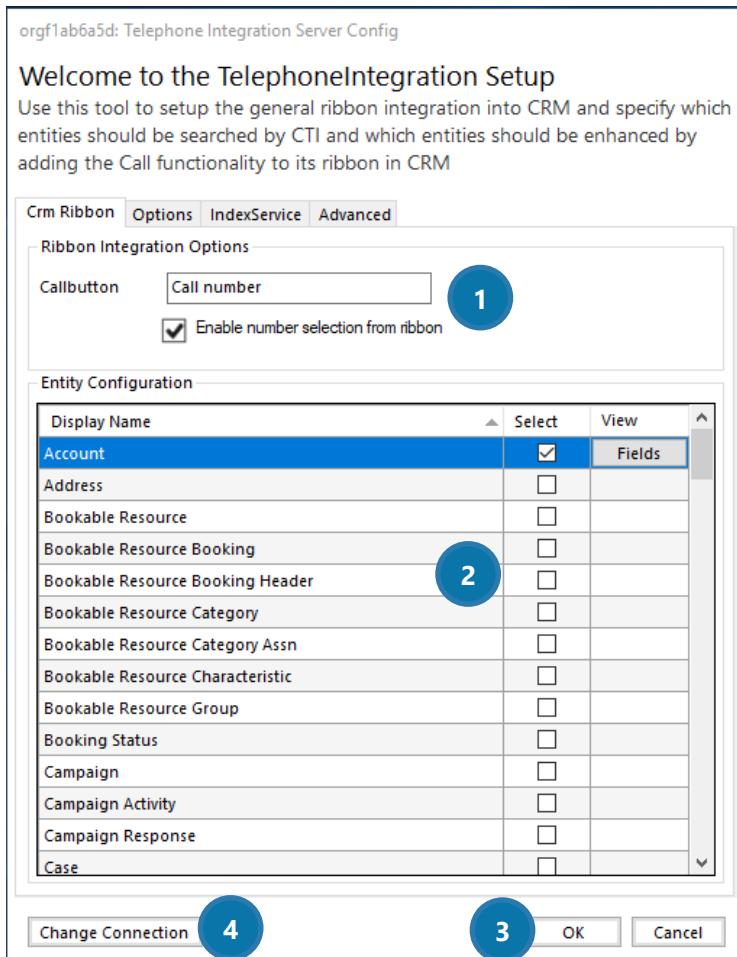 orgf1ab6a5d: Telephone Integration Server Config
Welcome to the TelephoneIntegration Setup
Use this tool to setup the general ribbon integration into CRM and specify which
entities should be searched by CTI and which entities should be enhanced by
adding the Call functionality to its ribbon in CRM
Crm Ribbon Options IndexService Advanced
Ribbon Integration Options
Callbutton Call number 1
Enable number selection from ribbon
Entity Configuration
Display Name Select View
Account Fields
Address
Bookable Resource
Bookable Resource Booking
2
Bookable Resource Booking Header
Bookable Resource Category
Bookable Resource Category Assn
Bookable Resource Characteristic
Bookable Resource Group
Booking Status
Campaign
Campaign Activity
Campaign Response
Case
Change Connection 4 3 OK Cancel